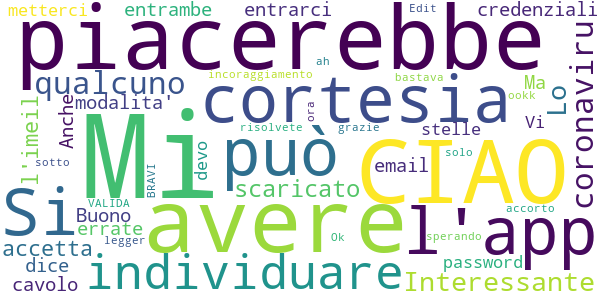 metterci entrambe entrarci Edit credenziali
piacerebbe
ah
incoraggiamento bastava Ma
qualcuno
modalita' cortesia Lo
coronaviru
l'imeil Anche Mi ora ookk
Vi
risolvete grazie stelle
può CIAO
sotto devo email solo
scaricato
BRAVI
Si VALIDA avere l'app accorto
Buono
errate
accetta legger Ok sperando
dice individuare password
cavolo Interessante